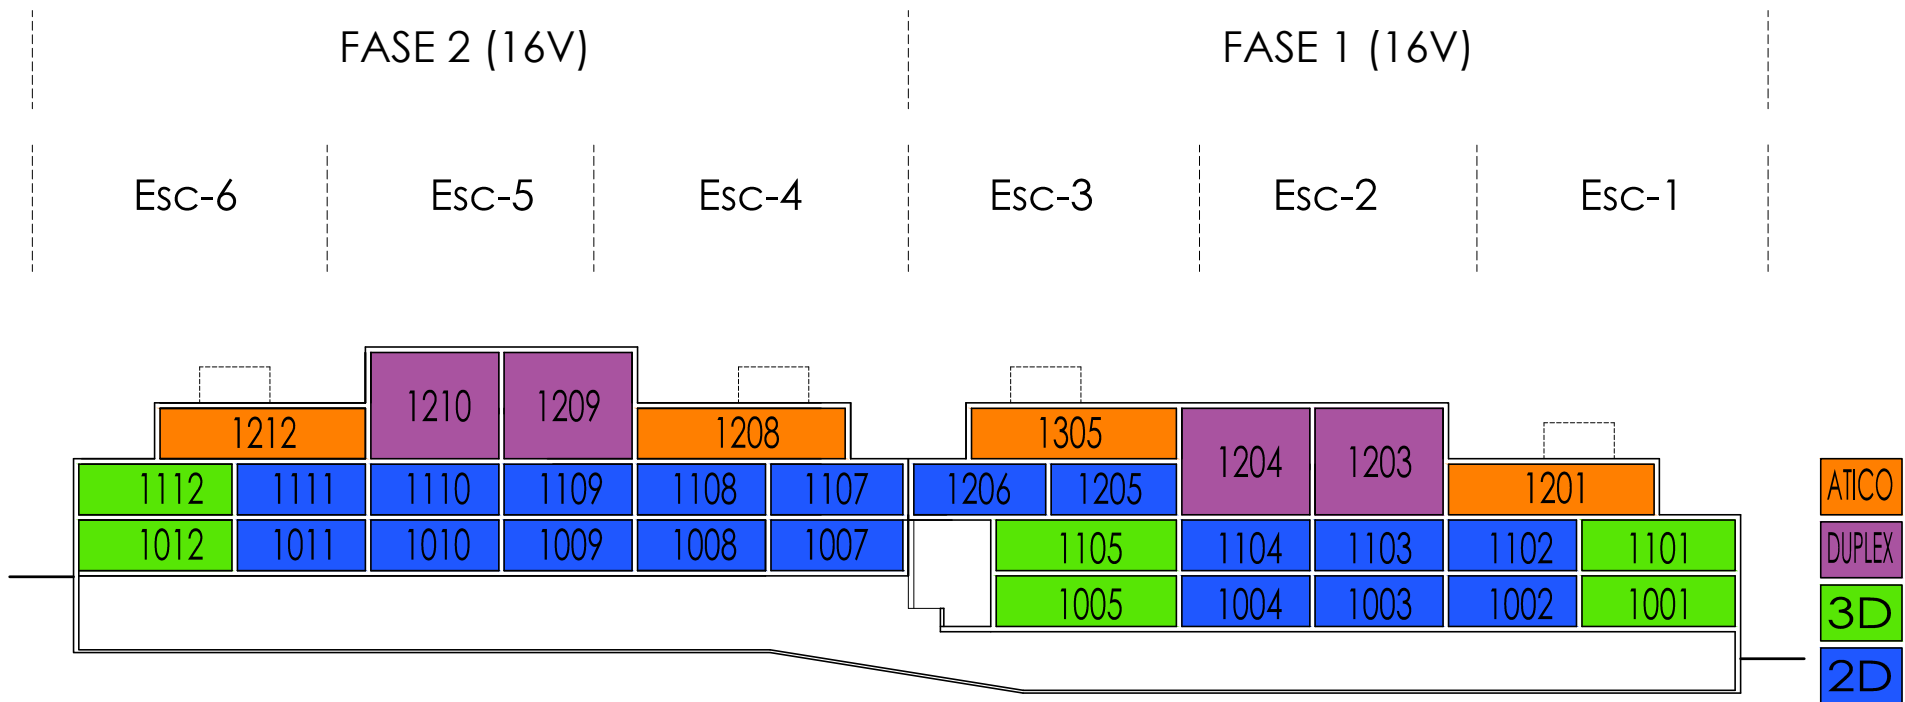 FASE 2 (16V) FASE 1 (16V)
Esc-6 Esc-5 Esc-4 Esc-3 Esc-2 Esc-1
1210 1209
1212 1208 1305
1204 1203
1112 1111 1110 1109 1108 1107 1206 1205 1201 ATICO
1012 1011 1010 1009 1008 1007 1105 1104 1103 1102 1101 DUPLEX
1005 1004 1003 1002 1001 3D
2D